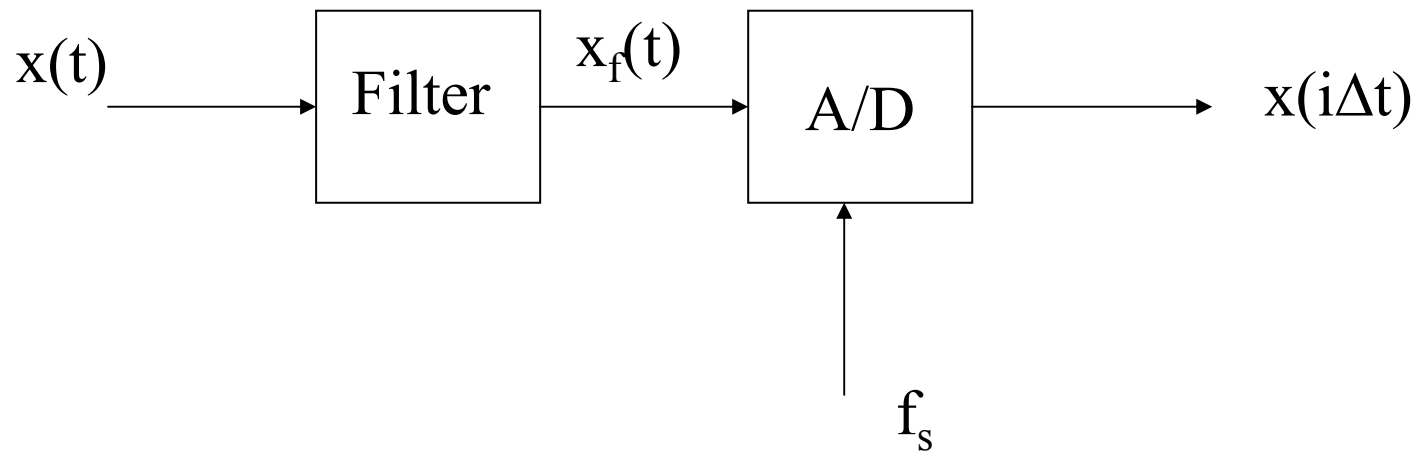 x(t)
Filter
x_f(t)
A/D
x(iΔt)
f_s